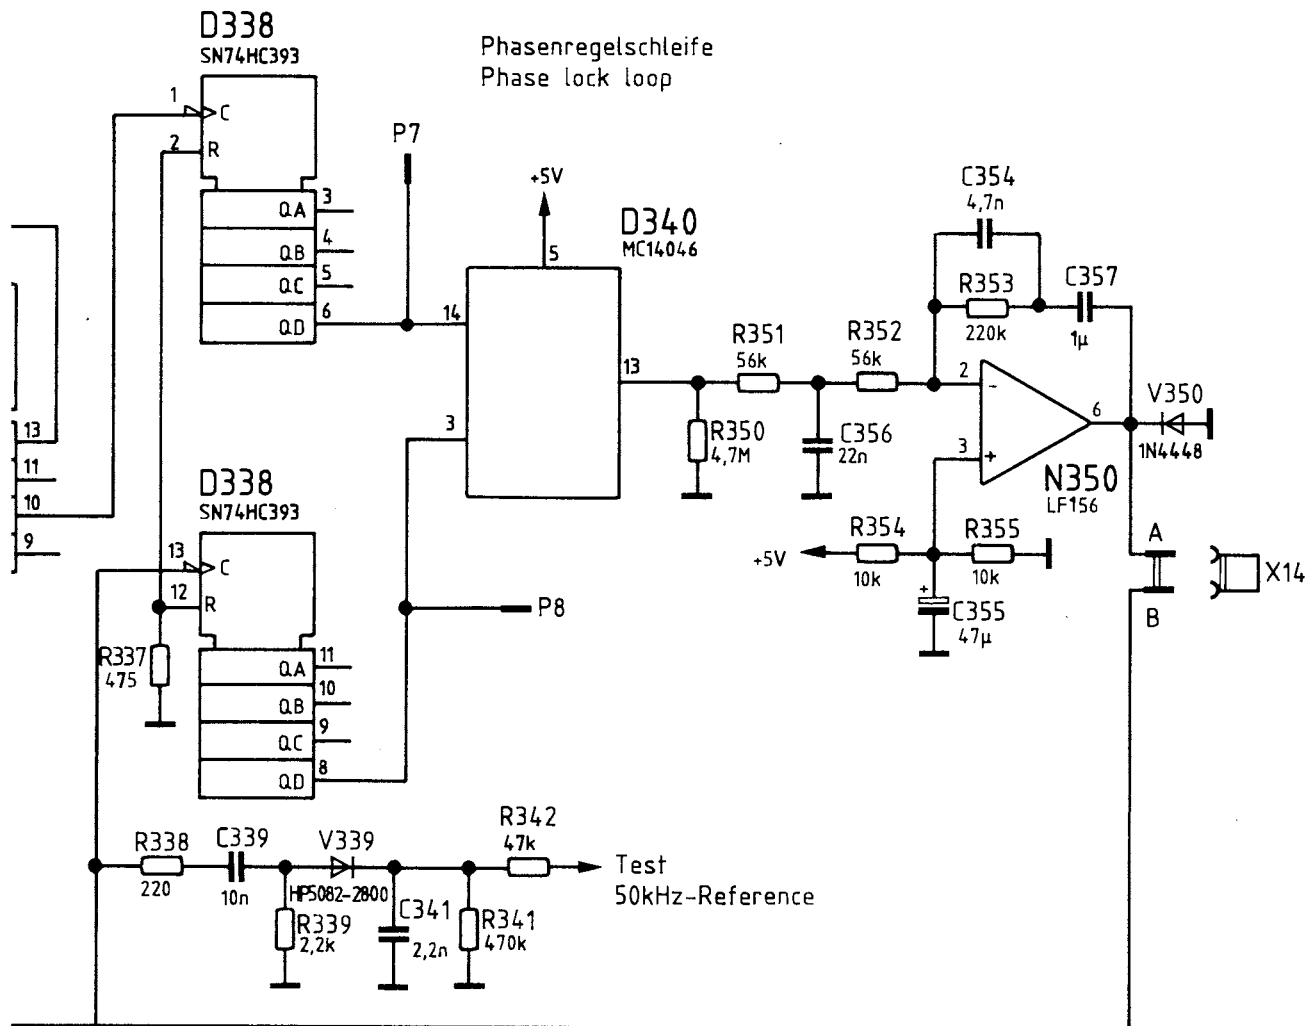 D338
SN74HC393
Phasenregelschleife
Phase lock loop
1
C
2
R
P7
3
QA
4
QB
5
QC
6
QD
+5V
5
D340
MC14046
14
13
3
C354
4,7n
R353
220k
C357
1µ
R351
56k
R352
56k
2
-
3
+
6
V350
1N4448
R350
4,7M
C356
22n
N350
LF156
13
11
10
9
D338
SN74HC393
13
C
12
R
R354
10k
R355
10k
+5V
+
C355
47µ
A
B
X14
P8
R337
475
11
QA
10
QB
9
QC
8
QD
R338
220
C339
10n
V339
HP5082-2800
R342
47k
Test
50kHz-Reference
R339
2,2k
C341
2,2n
R341
470k